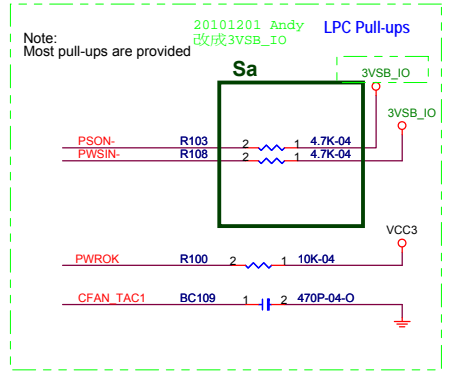 20101201 Andy
改成3VSB_IO
LPC Pull-ups
Note:
Most pull-ups are provided
Sa
3VSB_IO
3VSB_IO
PSON- R103 2 1 4.7K-04
PWSIN- R108 2 1 4.7K-04
VCC3
PWROK R100 2 1 10K-04
CFAN_TAC1 BC109 1 2 470P-04-O